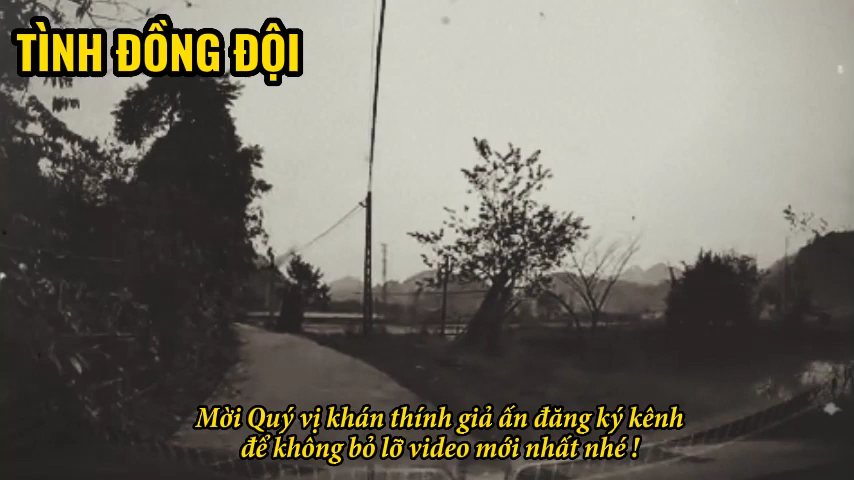 TÌNH ĐỒNG ĐỘI
Mời Quý vị khán thính giả ấn đăng ký kênh
để không bỏ lỡ video mới nhất nhé !